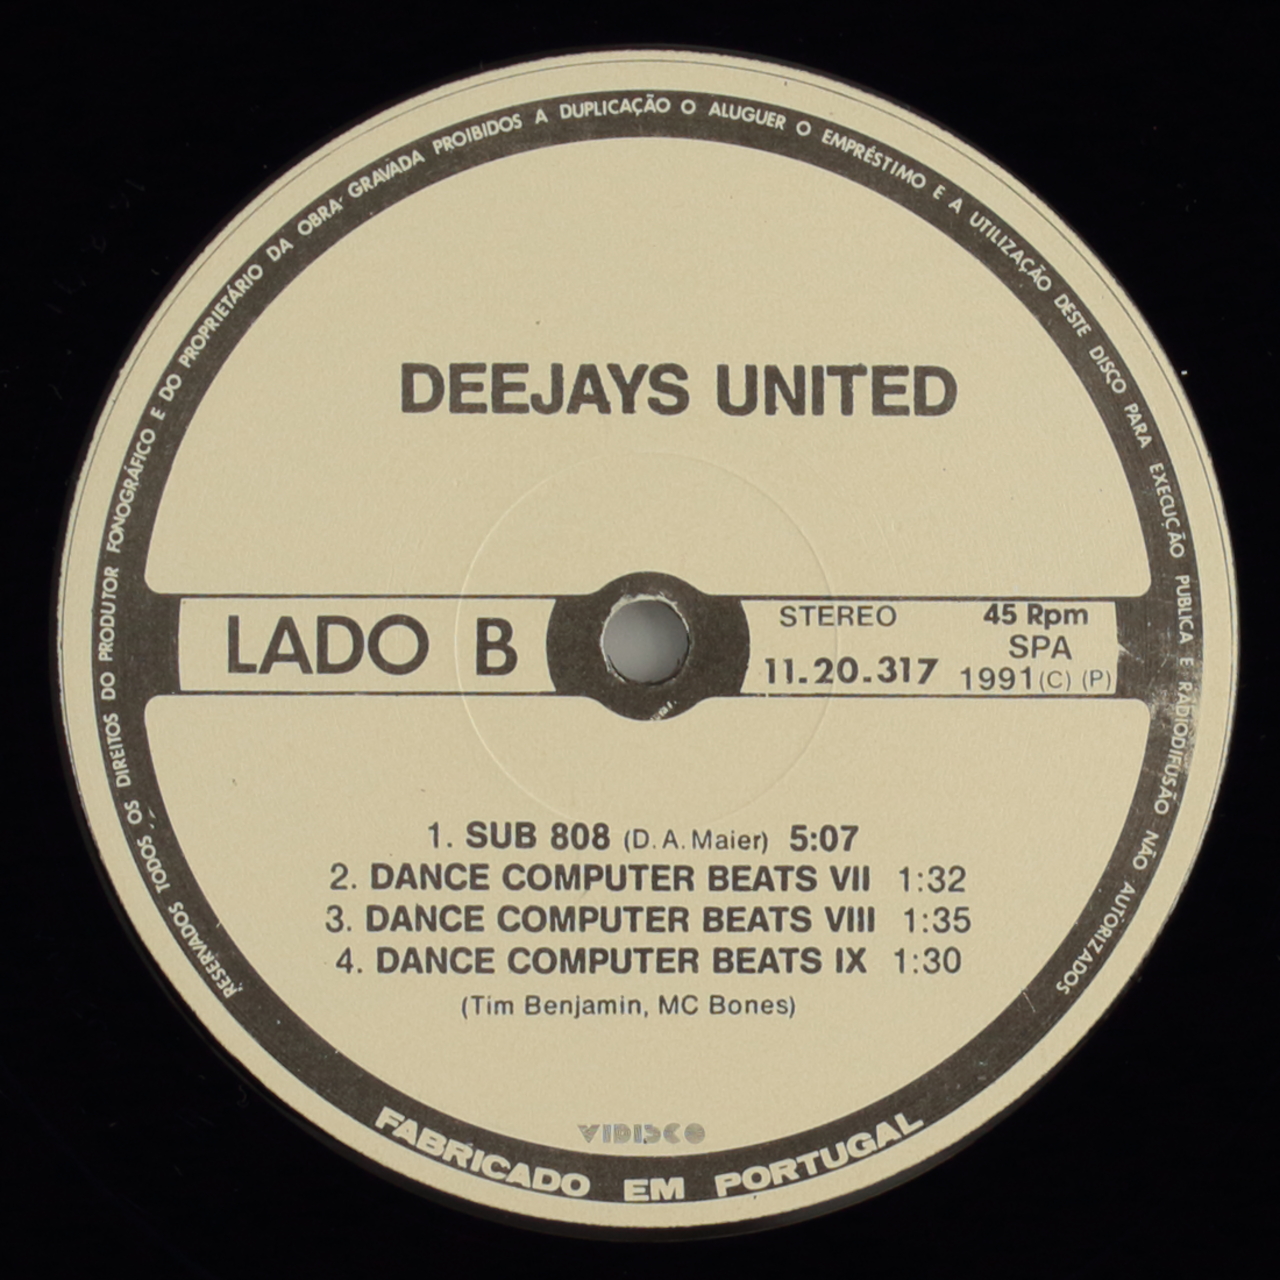 RESERVADOS TODOS OS DIREITOS DO PRODUTOR FONOGRÁFICO E DO PROPRIETÁRIO DA OBRA GRAVADA PROIBIDOS A DUPLICAÇÃO O ALUGUER O EMPRÉSTIMO E A UTILIZAÇÃO DESTE DISCO PARA EXECUÇÃO PUBLICA E RADIODIFUSÃO NÃO AUTORIZADOS
DEEJAYS UNITED
LADO B
STEREO
11.20.317
45 Rpm
SPA
1991 (C) (P)
1. SUB 808 (D. A. Maier) 5:07
2. DANCE COMPUTER BEATS VII 1:32
3. DANCE COMPUTER BEATS VIII 1:35
4. DANCE COMPUTER BEATS IX 1:30
(Tim Benjamin, MC Bones)
VIDISCO
FABRICADO EM PORTUGAL